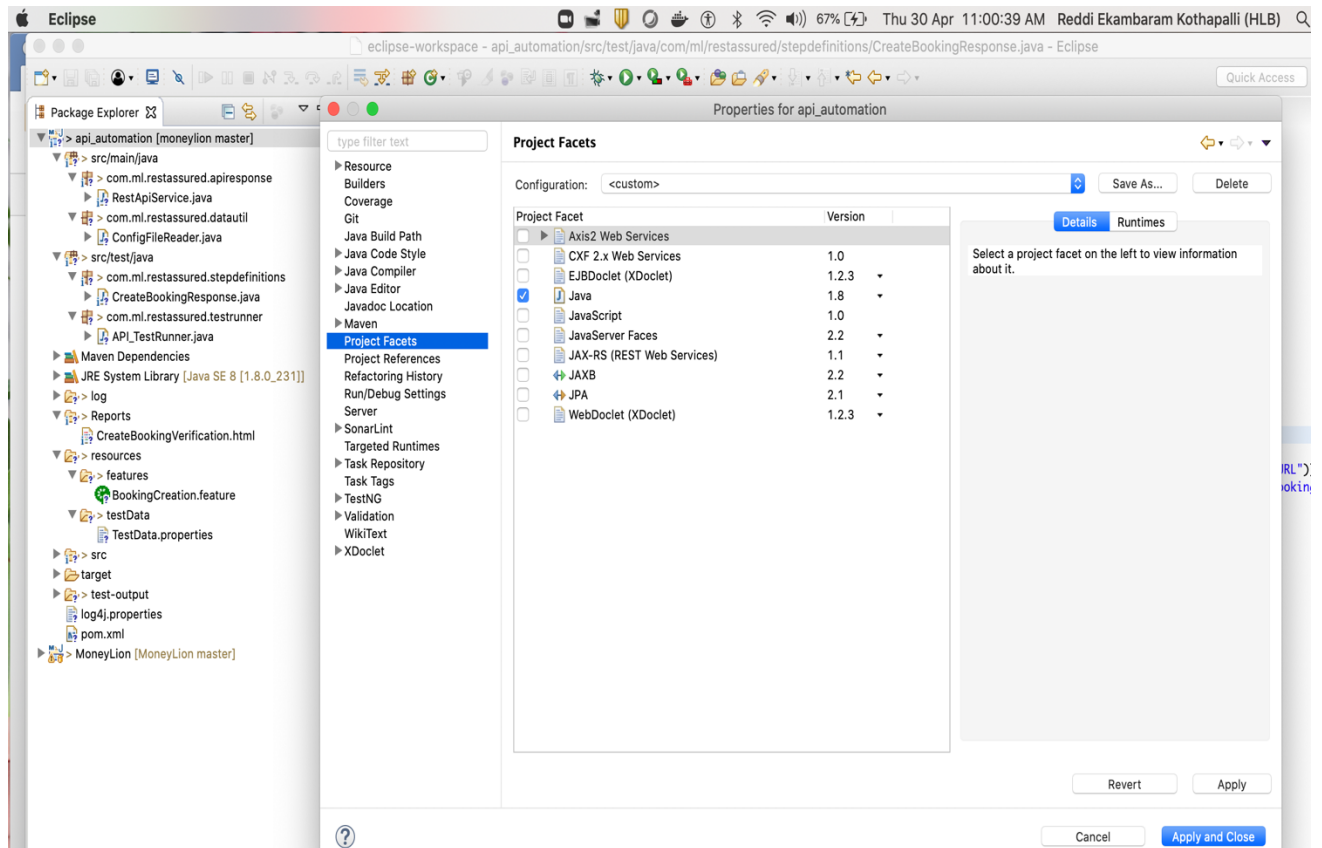 Eclipse 67% Thu 30 Apr 11:00:39 AM Reddi Ekambaram Kothapalli (HLB)
eclipse-workspace - api_automation/src/test/java/com/ml/restassured/stepdefinitions/CreateBookingResponse.java - Eclipse
Quick Access
Package Explorer
> api_automation [moneylion master]
> src/main/java
> com.ml.restassured.apiresponse
> RestApiService.java
> com.ml.restassured.datautil
> ConfigFileReader.java
> src/test/java
> com.ml.restassured.stepdefinitions
> CreateBookingResponse.java
> com.ml.restassured.testrunner
> API_TestRunner.java
Maven Dependencies
JRE System Library [Java SE 8 [1.8.0_231]]
> log
> Reports
CreateBookingVerification.html
> resources
> features
BookingCreation.feature
> testData
TestData.properties
> src
target
> test-output
log4j.properties
pom.xml
> MoneyLion [MoneyLion master]
Properties for api_automation
type filter text
Resource
Builders
Coverage
Git
Java Build Path
Java Code Style
Java Compiler
Java Editor
Javadoc Location
Maven
Project Facets
Project References
Refactoring History
Run/Debug Settings
Server
SonarLint
Targeted Runtimes
Task Repository
Task Tags
TestNG
Validation
WikiText
XDoclet
Project Facets
Configuration: <custom> Save As... Delete
Project Facet Version
Axis2 Web Services
CXF 2.x Web Services 1.0
EJBDoclet (XDoclet) 1.2.3
Java 1.8
JavaScript 1.0
JavaServer Faces 2.2
JAX-RS (REST Web Services) 1.1
JAXB 2.2
JPA 2.1
WebDoclet (XDoclet) 1.2.3
Details Runtimes
Select a project facet on the left to view information
about it.
Revert Apply
Cancel Apply and Close